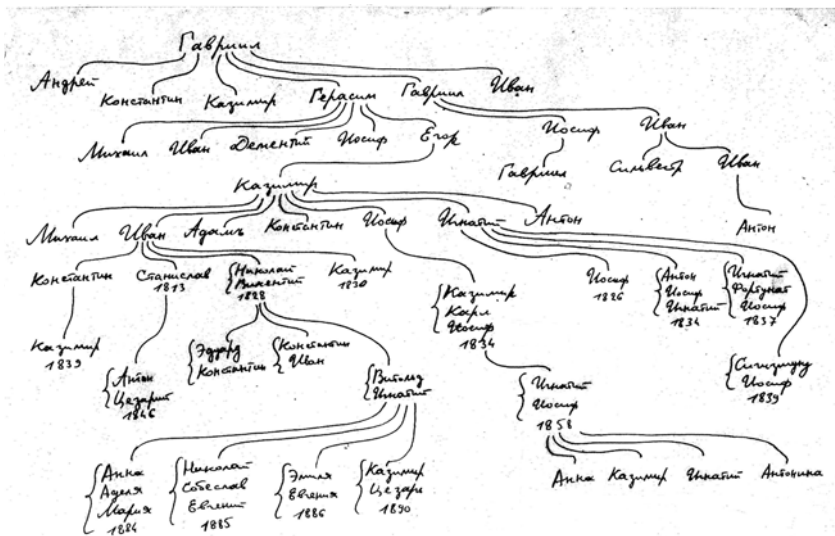 Гавриил
Андрей Константин Казимир Герасим Гавриил Иван
Михаил Иван Дементий Иосиф Егор Иосиф Иван
Гавриил Сильвестр Иван
Казимир
Михаил Иван Адамъ Константин Иосиф Игнатий Антон Антон
Константин Станислав 1813 Николай Викентий 1828 Казимир 1830
Казимир Карл Иосиф 1834
Иосиф 1826
Антон Иосиф Игнатий 1834
Игнатий Фортунат Иосиф 1837
Казимир 1839
Антон Цезарий 1846
Эдуард Константин
Константин Иван
Витольд Игнатий
Игнатий Иосиф 1858
Сигизмунд Иосиф 1839
Анна Аделя Мария 1884
Николай Собеслав Евгений 1885
Эмиля Евгения 1886
Казимир Цезарь 1890
Анна Казимир Игнатий Антонина